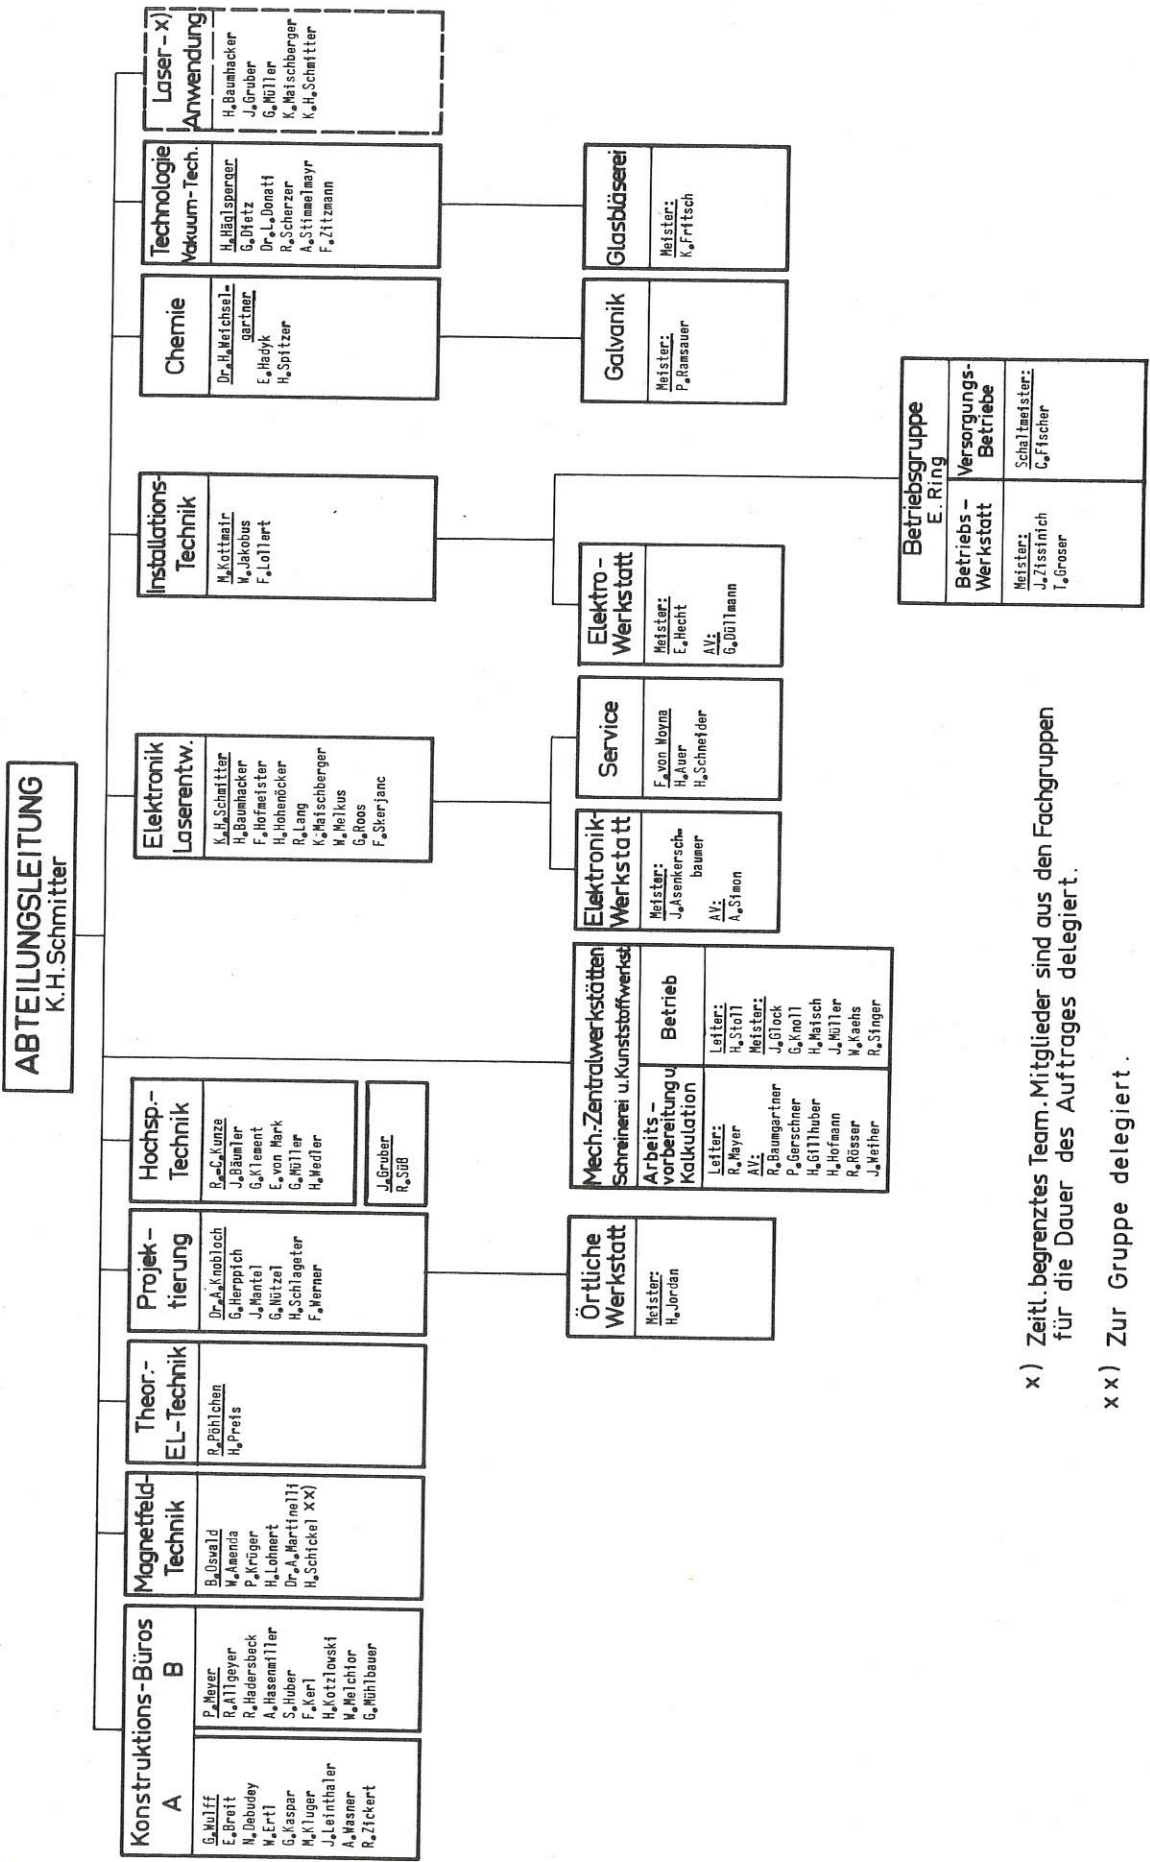 ABTEILUNGSLEITUNG
K.H.Schmitter
Konstruktions-Büros
A
B
G.Wulff
E.Breit
N.Debudey
W.Ertl
G.Kaspar
M.Kluger
J.Leinthaler
A.Wasner
R.Zickert
P.Meyer
R.Allgeyer
R.Hadersbeck
A.Hasenmiller
S.Huber
F.Kerl
H.Kotzlowski
W.Melchior
G.Mühlbauer
Magnetfeld-
Technik
B.Oswald
W.Amenda
P.Krüger
H.Lohnert
Dr.A.Martinelli
H.Schickel xx)
Theor.-
EL-Technik
R.Pöhlchen
H.Preis
Projek-
tierung
Dr.A.Knobloch
G.Herppich
J.Mantel
G.Nützel
H.Schlageter
F.Werner
Hochsp.-
Technik
R.-C.Kunze
J.Bäumler
G.Klement
E.von Mark
G.Müller
H.Wedler
J.Gruber
R.Süß
Elektronik
Laserentw.
K.H.Schmitter
H.Baumhacker
F.Hofmeister
H.Hohenöcker
R.Lang
K.Maischberger
W.Melkus
G.Roos
F.Skerjanc
Installations-
Technik
M.Kottmair
W.Jakobus
F.Lollert
Chemie
Dr.H.Weichsel-
gartner
E.Hadyk
H.Spitzer
Technologie
Vakuum-Tech.
H.Häglsperger
G.Dietz
Dr.L.Donati
R.Scherzer
A.Stimmelmayr
F.Zitzmann
Laser-x)
Anwendung
H.Baumhacker
J.Gruber
G.Müller
K.Maischberger
K.H.Schmitter
Örtliche
Werkstatt
Meister:
H.Jordan
Mech.-Zentralwerkstätten
Schreinerei u.Kunststoffwerkst.
Arbeits-
vorbereitung u.
Kalkulation
Leiter:
R.Mayer
AV:
R.Baumgartner
P.Gerschner
H.Gillhuber
H.Hofmann
R.Rösser
J.Weiher
Betrieb
Leiter:
H.Stoll
Meister:
J.Glock
G.Knoll
H.Maisch
J.Müller
W.Kaehs
R.Singer
Elektronik-
Werkstatt
Meister:
J.Asenkersch-
baumer
AV:
A.Simon
Service
F.von Woyna
H.Auer
H.Schneider
Elektro-
Werkstatt
Meister:
E.Hecht
AV:
G.Düllmann
Galvanik
Meister:
P.Ramsauer
Glasbläserei
Meister:
K.Fritsch
Betriebsgruppe
E. Ring
Betriebs-
Werkstatt
Meister:
J.Zissinich
T.Groser
Versorgungs-
Betriebe
Schaltmeister:
C.Fischer
x) Zeitl. begrenztes Team. Mitglieder sind aus den Fachgruppen
für die Dauer des Auftrages delegiert.
xx) Zur Gruppe delegiert.